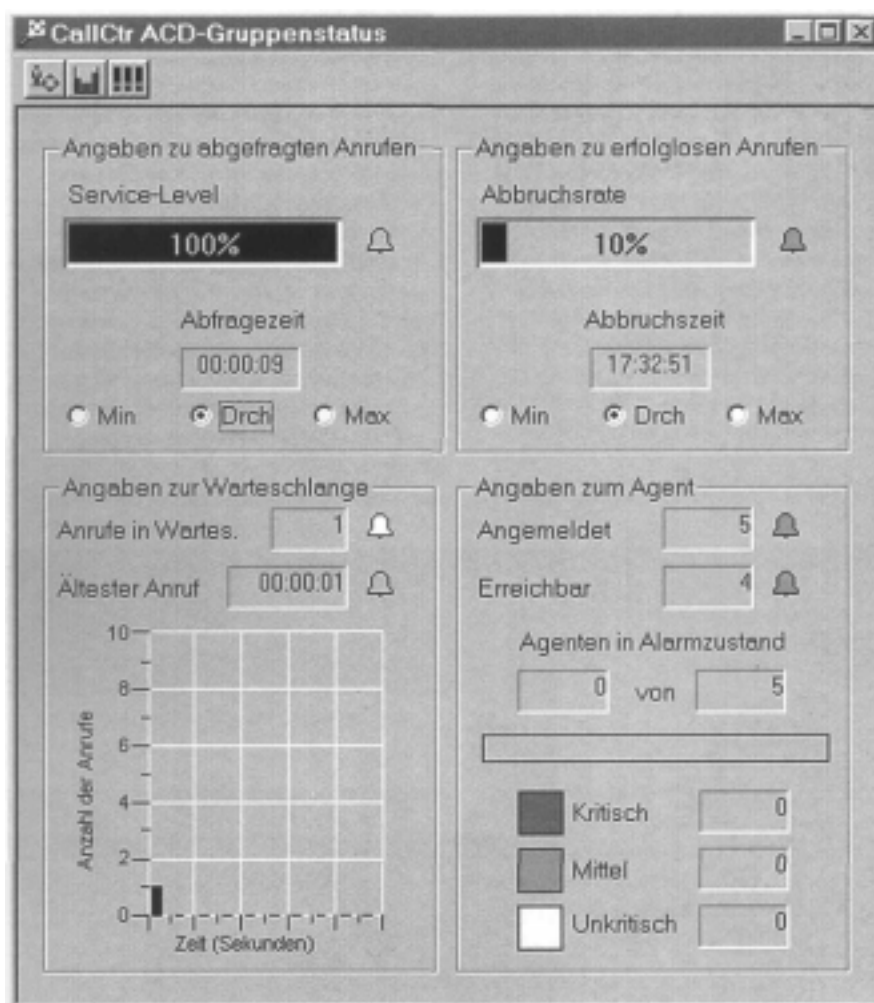 CallCtr ACD-Gruppenstatus
Angaben zu abgefragten Anrufen
Service-Level
100%
Abfragezeit
00:00:09
Min Drch Max
Angaben zu erfolglosen Anrufen
Abbruchsrate
10%
Abbruchszeit
17:32:51
Min Drch Max
Angaben zur Warteschlange
Anrufe in Wartes. 1
Ältester Anruf 00:00:01
10
8
6
4
2
0
Anzahl der Anrufe
Zeit (Sekunden)
Angaben zum Agent
Angemeldet 5
Erreichbar 4
Agenten in Alarmzustand
0 von 5
Kritisch 0
Mittel 0
Unkritisch 0